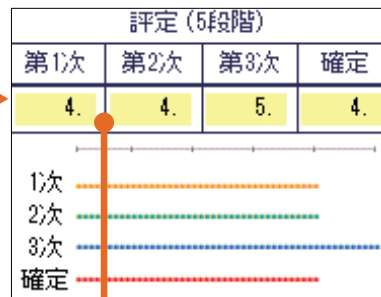 評定 (5段階)
第1次 第2次 第3次 確定
4. 4. 5. 4.
1次
2次
3次
確定